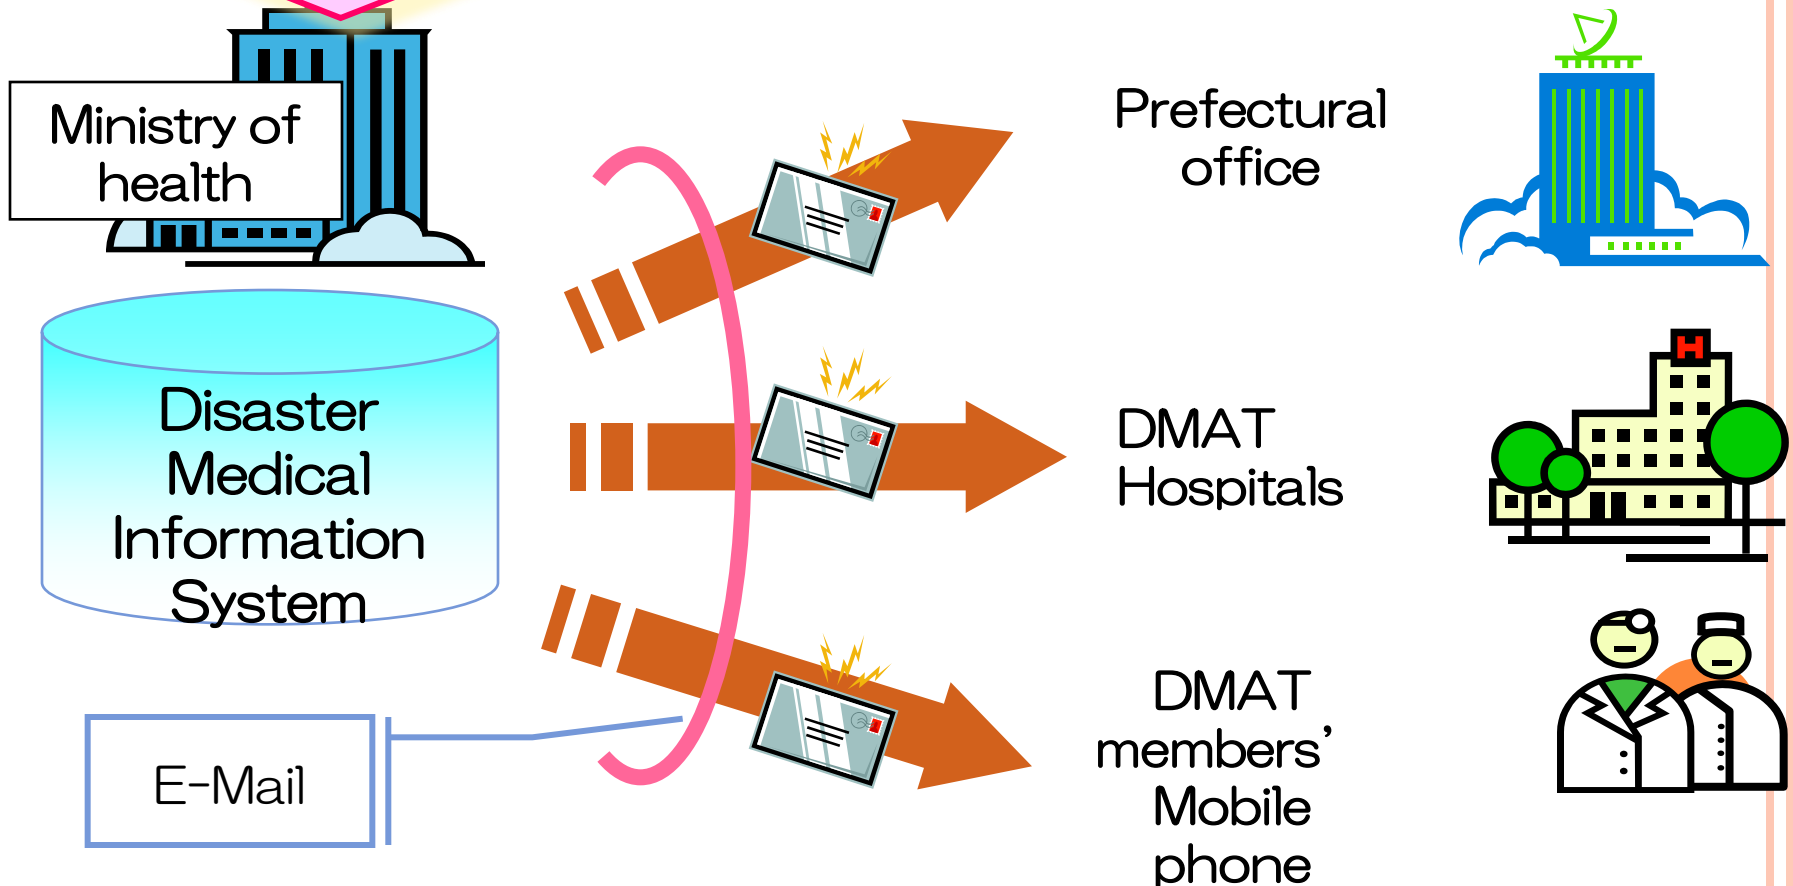 Ministry of
health
Disaster
Medical
Information
System
E-Mail
Prefectural
office
H
DMAT
Hospitals
DMAT
members’
Mobile
phone